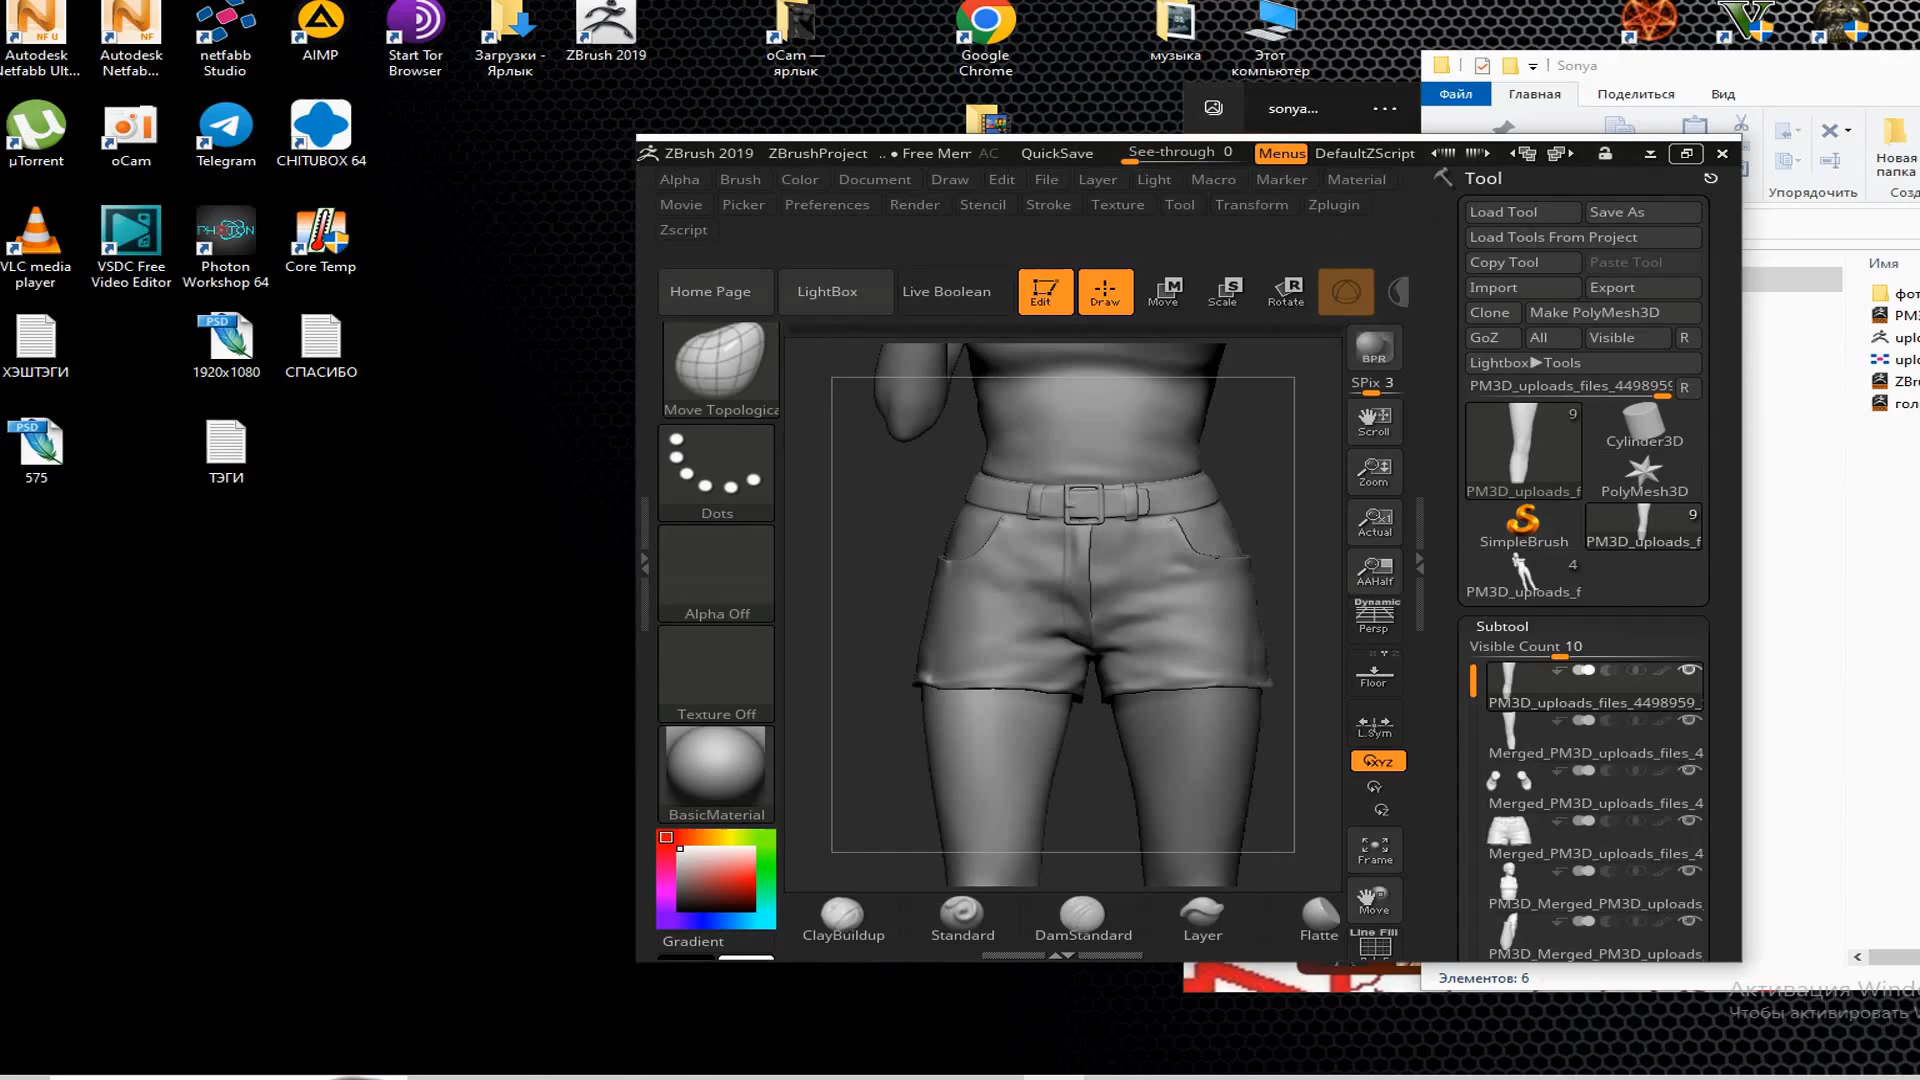 Autodesk
Netfabb Ult...
Autodesk
Netfab...
netfabb
Studio
AIMP
Start Tor
Browser
Загрузки -
Ярлык
ZBrush 2019
oCam —
ярлык
Google
Chrome
музыка
Этот
компьютер
µTorrent
oCam
Telegram
CHITUBOX 64
VLC media
player
VSDC Free
Video Editor
PHOTON
Photon
Workshop 64
Core Temp
ХЭШТЭГИ
PSD
1920x1080
СПАСИБО
PSD
575
ТЭГИ
sonya...
Sonya
Файл
Главная
Поделиться
Вид
Новая
папка
Упорядочить
Имя
Элементов: 6
ZBrush 2019
ZBrushProject
.. • Free Mem
AC
QuickSave
See-through 0
Menus
DefaultZScript
Alpha
Brush
Color
Document
Draw
Edit
File
Layer
Light
Macro
Marker
Material
Movie
Picker
Preferences
Render
Stencil
Stroke
Texture
Tool
Transform
Zplugin
Zscript
Home Page
LightBox
Live Boolean
Edit
Draw
Move
Scale
Rotate
Move Topologica
Dots
Alpha Off
Texture Off
BasicMaterial
Gradient
ClayBuildup
Standard
DamStandard
Layer
Flatte
BPR
SPix 3
Scroll
Zoom
Actual
AAHalf
Dynamic
Persp
Floor
L.Sym
XYZ
Frame
Move
Line Fill
Tool
Load Tool
Save As
Load Tools From Project
Copy Tool
Paste Tool
Import
Export
Clone
Make PolyMesh3D
GoZ
All
Visible
R
Lightbox▶Tools
PM3D_uploads_files_4498959
R
9
PM3D_uploads_f
Cylinder3D
PolyMesh3D
SimpleBrush
9
PM3D_uploads_f
4
PM3D_uploads_f
Subtool
Visible Count 10
PM3D_uploads_files_4498959_
Merged_PM3D_uploads_files_4
Merged_PM3D_uploads_files_4
Merged_PM3D_uploads_files_4
PM3D_Merged_PM3D_uploads_
PM3D_Merged_PM3D_uploads